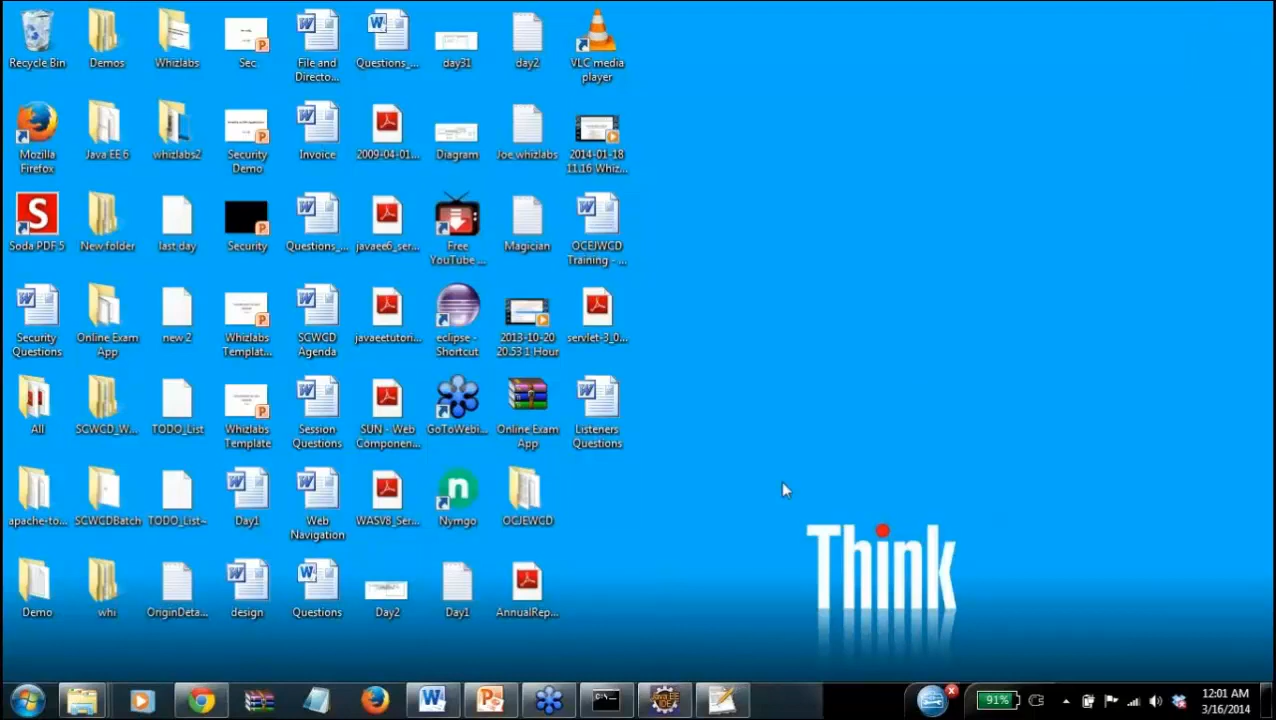 Recycle Bin
Demos
Whizlabs
Sec
File and
Directo...
Questions_...
day31
day2
VLC media
player
Mozilla
Firefox
Java EE 6
whizlabs2
Security
Demo
Invoice
2009-04-01...
Diagram
Joe whizlabs
2014-01-18
11.16 Whiz...
Soda PDF 5
New folder
last day
Security
Questions_...
javaee6_ser...
Free
YouTube ...
Magician
OCEJWCD
Training - ...
Security
Questions
Online Exam
App
new 2
Whizlabs
Templat...
SCWCD
Agenda
javaeetutori...
eclipse -
Shortcut
2013-10-20
20.53 1 Hour
servlet-3_0...
All
SCWCD_W...
TODO_List
Whizlabs
Template
Session
Questions
SUN - Web
Componen...
GoToWebi...
Online Exam
App
Listeners
Questions
apache-to...
SCWCDBatch
TODO_List~
Day1
Web
Navigation
WASV8_Ser...
Nymgo
OCJEWCD
Demo
whi
OriginDeta...
design
Questions
Day2
Day1
AnnualRep...
Think
91%
12:01 AM
3/16/2014